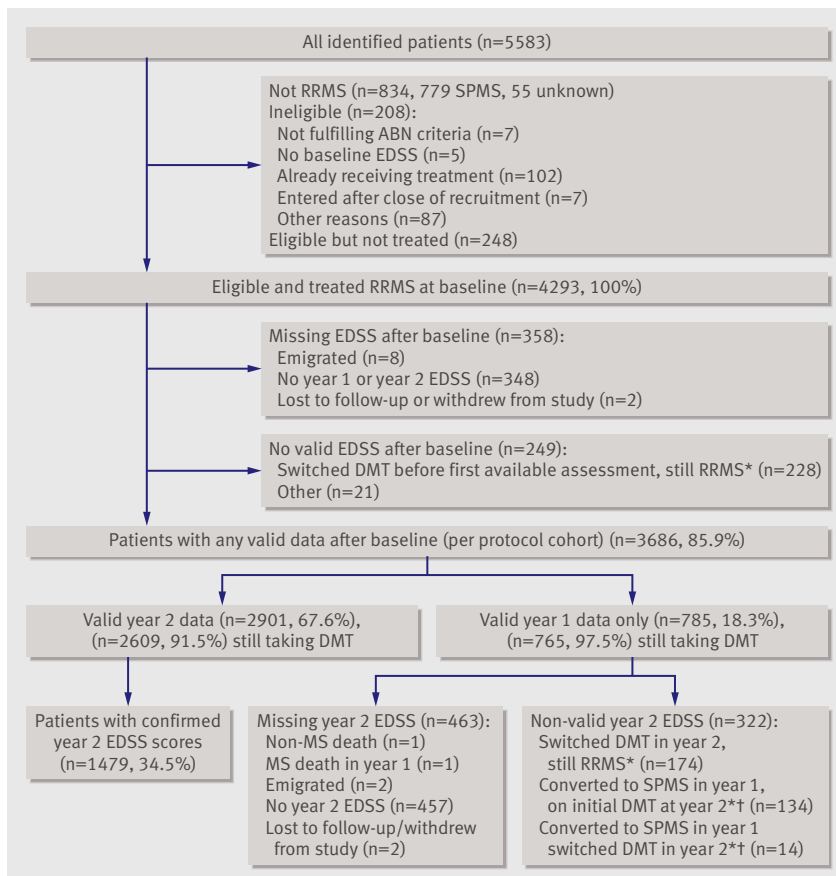 All identified patients (n=5583)
Not RRMS (n=834, 779 SPMS, 55 unknown)
Ineligible (n=208):
Not fulfilling ABN criteria (n=7)
No baseline EDSS (n=5)
Already receiving treatment (n=102)
Entered after close of recruitment (n=7)
Other reasons (n=87)
Eligible but not treated (n=248)
Eligible and treated RRMS at baseline (n=4293, 100%)
Missing EDSS after baseline (n=358):
Emigrated (n=8)
No year 1 or year 2 EDSS (n=348)
Lost to follow-up or withdrew from study (n=2)
No valid EDSS after baseline (n=249):
Switched DMT before first available assessment, still RRMS* (n=228)
Other (n=21)
Patients with any valid data after baseline (per protocol cohort) (n=3686, 85.9%)
Valid year 2 data (n=2901, 67.6%),
(n=2609, 91.5%) still taking DMT
Valid year 1 data only (n=785, 18.3%),
(n=765, 97.5%) still taking DMT
Patients with confirmed
year 2 EDSS scores
(n=1479, 34.5%)
Missing year 2 EDSS (n=463):
Non-MS death (n=1)
MS death in year 1 (n=1)
Emigrated (n=2)
No year 2 EDSS (n=457)
Lost to follow-up/withdrew
from study (n=2)
Non-valid year 2 EDSS (n=322):
Switched DMT in year 2,
still RRMS* (n=174)
Converted to SPMS in year 1,
on initial DMT at year 2*† (n=134)
Converted to SPMS in year 1
switched DMT in year 2*† (n=14)